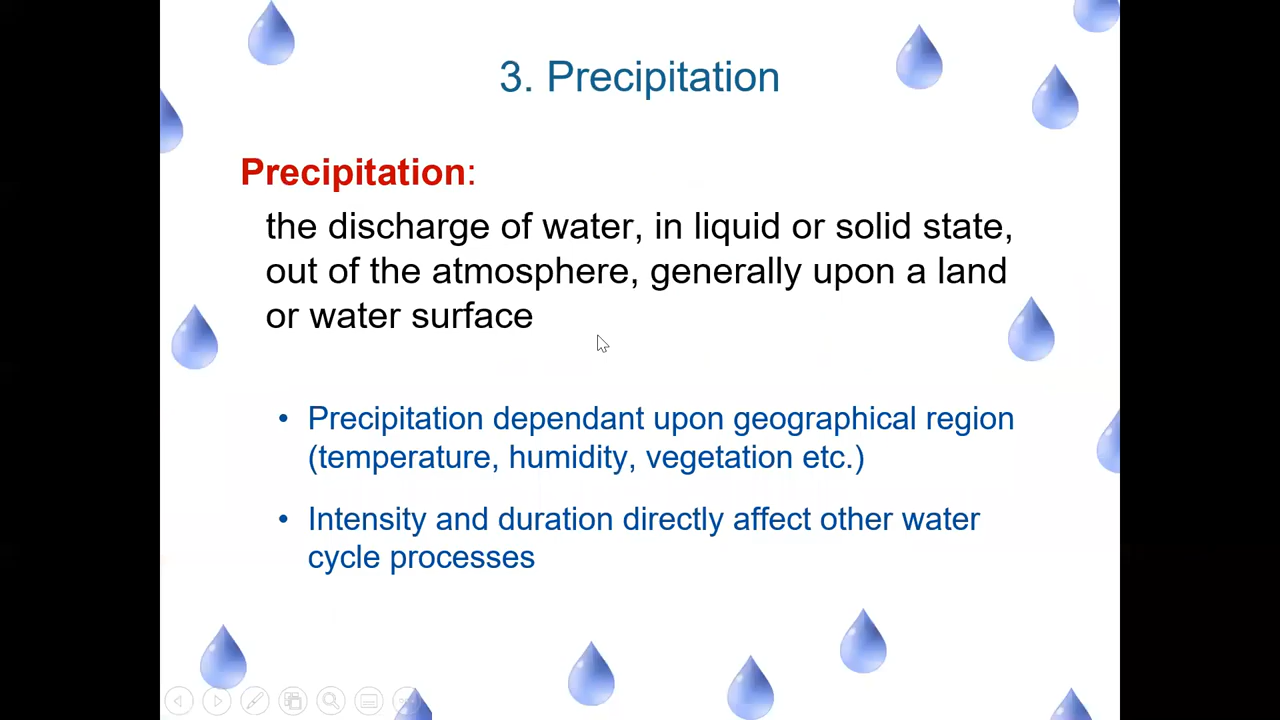 3. Precipitation
Precipitation:
the discharge of water, in liquid or solid state,
out of the atmosphere, generally upon a land
or water surface
• Precipitation dependant upon geographical region
(temperature, humidity, vegetation etc.)
• Intensity and duration directly affect other water
cycle processes